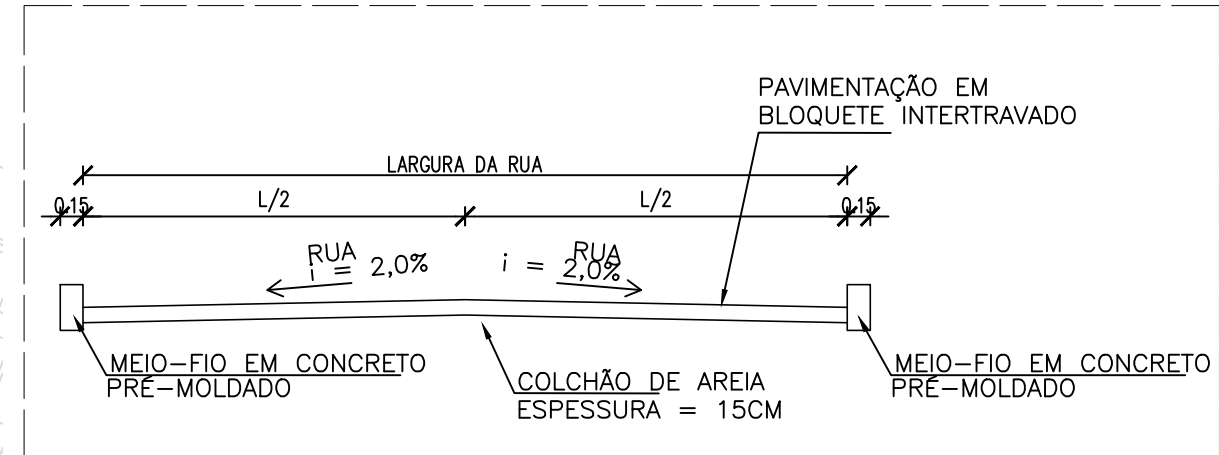 PAVIMENTAÇÃO EM
BLOQUETE INTERTRAVADO
LARGURA DA RUA
0,15
L/2
L/2
0,15
RUA
i = 2,0%
RUA
i = 2,0%
MEIO-FIO EM CONCRETO
PRÉ-MOLDADO
COLCHÃO DE AREIA
ESPESSURA = 15CM
MEIO-FIO EM CONCRETO
PRÉ-MOLDADO